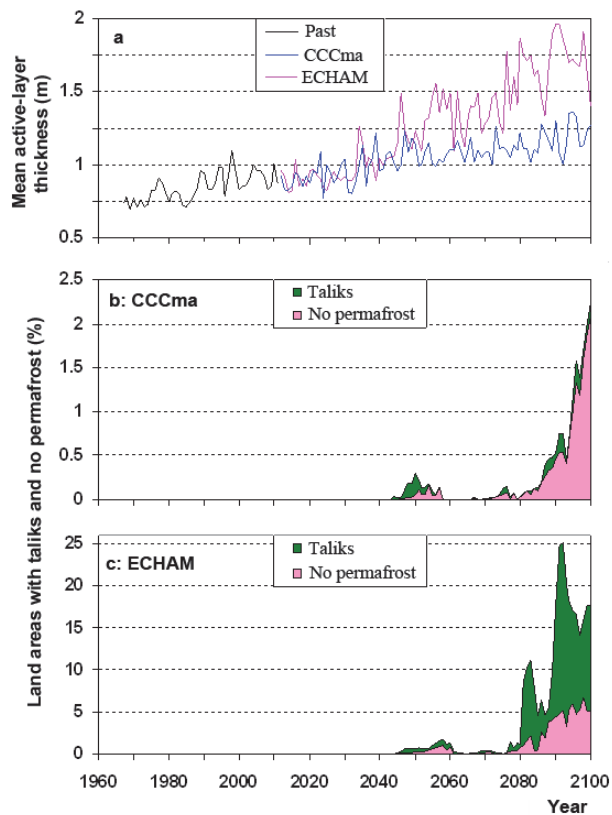 a
Past
CCCma
ECHAM
Mean active-layer
thickness (m)
2
1.5
1
0.5
b: CCCma
Taliks
No permafrost
2.5
2
1.5
1
0.5
0
c: ECHAM
Taliks
No permafrost
25
20
15
10
5
0
Land areas with taliks and no permafrost (%)
1960 1980 2000 2020 2040 2060 2080 2100
Year